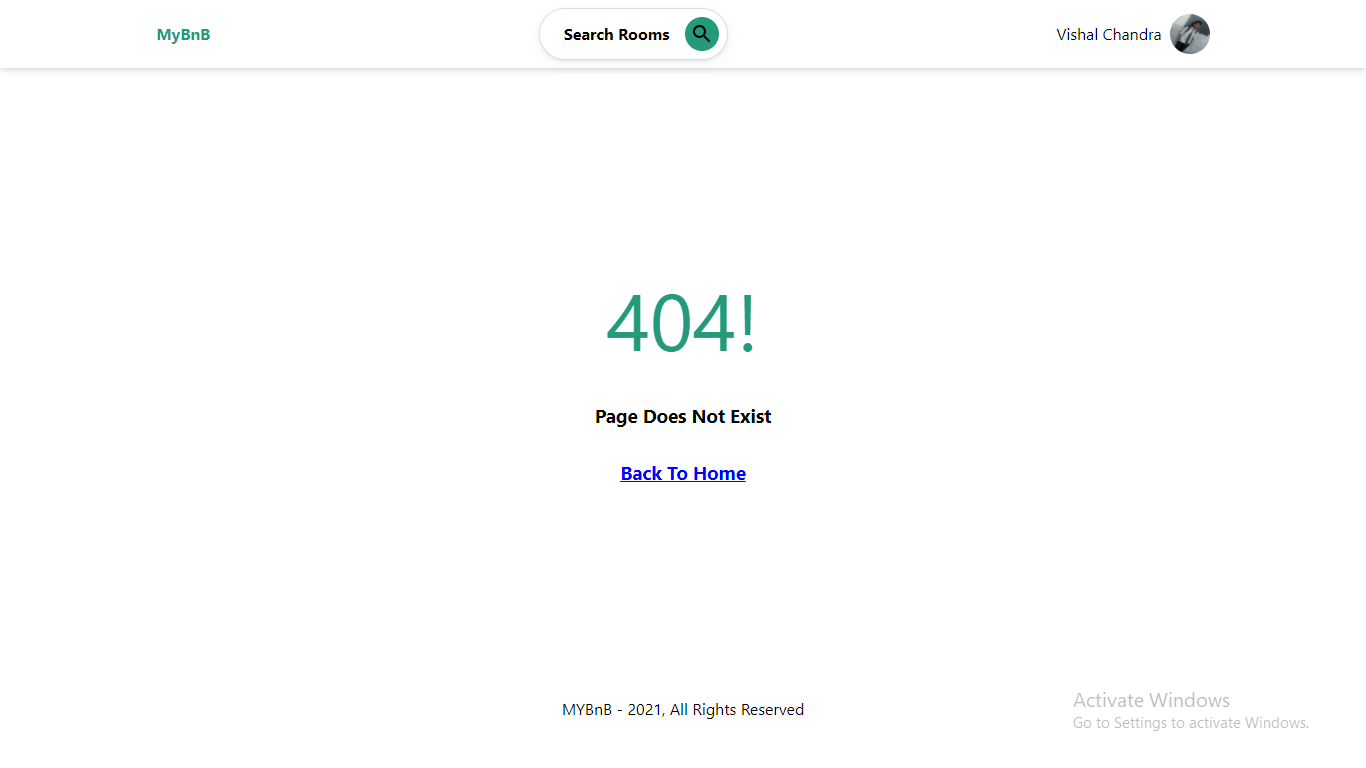 MyBnB
Search Rooms
Vishal Chandra
404!
Page Does Not Exist
Back To Home
MYBnB - 2021, All Rights Reserved
Activate Windows
Go to Settings to activate Windows.